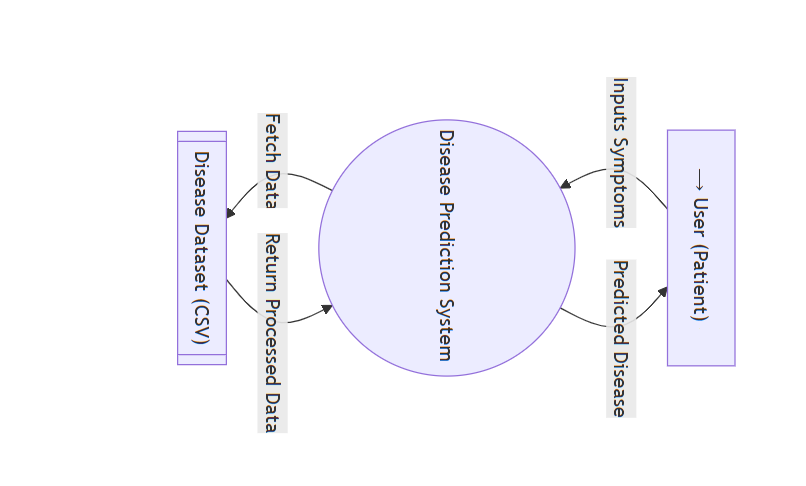 ⟶ User (Patient)
Inputs Symptoms
Predicted Disease
Disease Prediction System
Fetch Data
Return Processed Data
Disease Dataset (CSV)